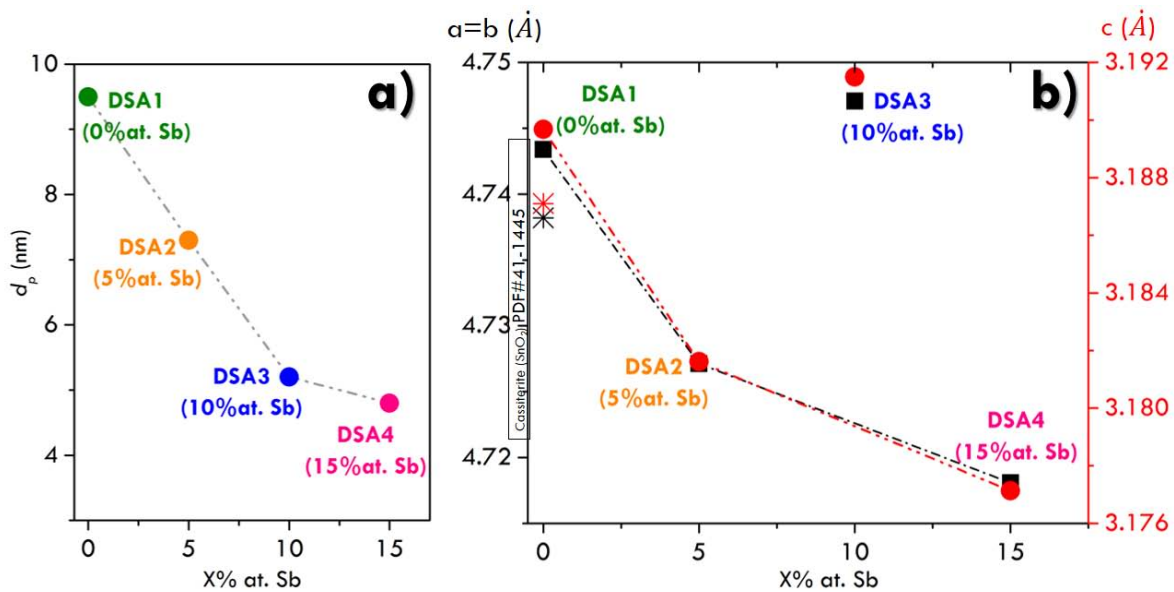 a)
10
8
6
4
d_p (nm)
DSA1
(0%at. Sb)
DSA2
(5%at. Sb)
DSA3
(10%at. Sb)
DSA4
(15%at. Sb)
0 5 10 15
X% at. Sb
a=b (Å)
c (Å)
b)
4.75
4.74
4.73
4.72
Cassiterite (SnO₂) PDF#41-1445
DSA1
(0%at. Sb)
DSA3
(10%at. Sb)
DSA2
(5%at. Sb)
DSA4
(15%at. Sb)
3.192
3.188
3.184
3.180
3.176
0 5 10 15
X% at. Sb